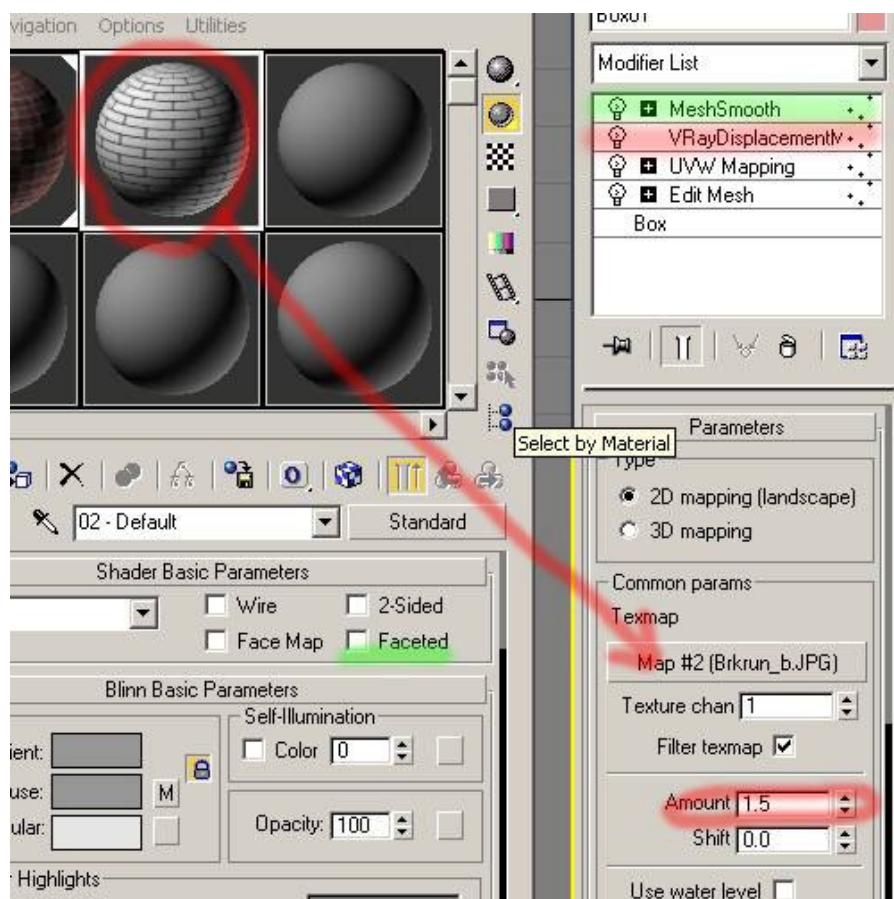 vigation Options Utilities
Box01
Modifier List
MeshSmooth
VRayDisplacementM
UVW Mapping
Edit Mesh
Box
Select by Material
Parameters
Type
2D mapping (landscape)
3D mapping
02 - Default
Standard
Shader Basic Parameters
Wire
2-Sided
Face Map
Faceted
Common params
Texmap
Map #2 (Brkrun_b.JPG)
Texture chan 1
Filter texmap
Blinn Basic Parameters
Self-Illumination
Color 0
ient:
use:
M
ular:
Opacity: 100
Amount 1.5
Shift 0.0
Use water level
r Highlights